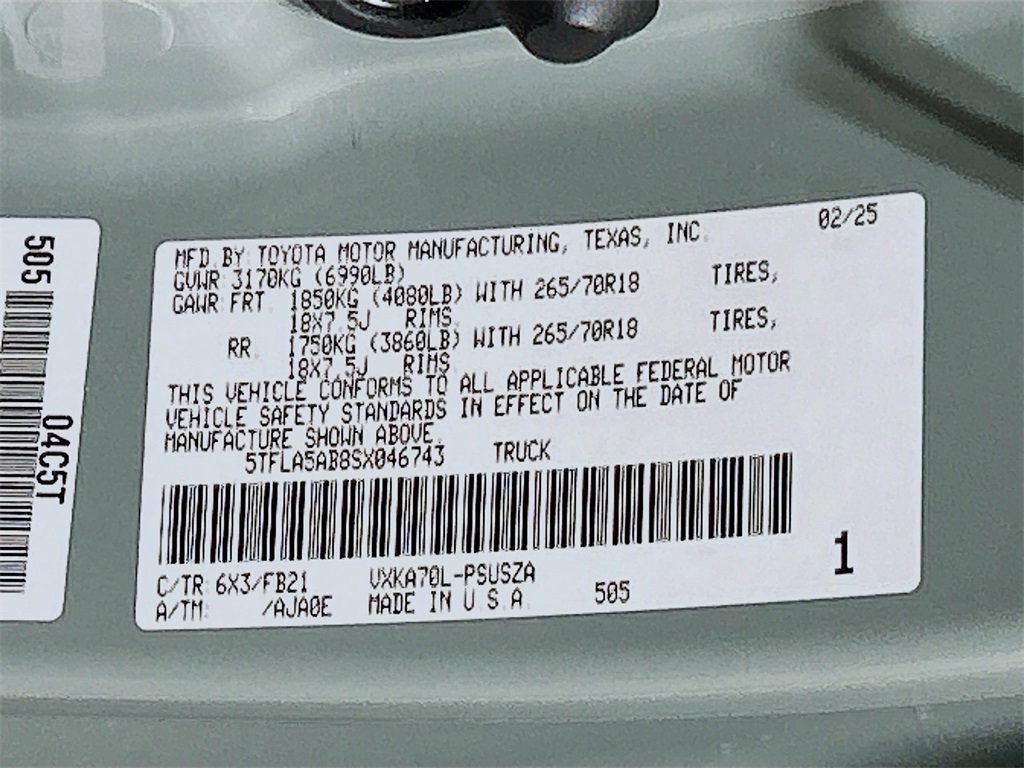 505
04C5T
MFD. BY: TOYOTA MOTOR MANUFACTURING, TEXAS, INC. 02/25
GVWR 3170KG (6990LB)
GAWR FRT. 1850KG (4080LB) WITH 265/70R18 TIRES,
18X7.5J RIMS.
RR. 1750KG (3860LB) WITH 265/70R18 TIRES,
18X7.5J RIMS.
THIS VEHICLE CONFORMS TO ALL APPLICABLE FEDERAL MOTOR
VEHICLE SAFETY STANDARDS IN EFFECT ON THE DATE OF
MANUFACTURE SHOWN ABOVE.
5TFLA5AB8SX046743 TRUCK
1
C/TR: 6X3/FB21 VXKA70L-PSUSZA
A/TM: /AJA0E MADE IN U.S.A. 505